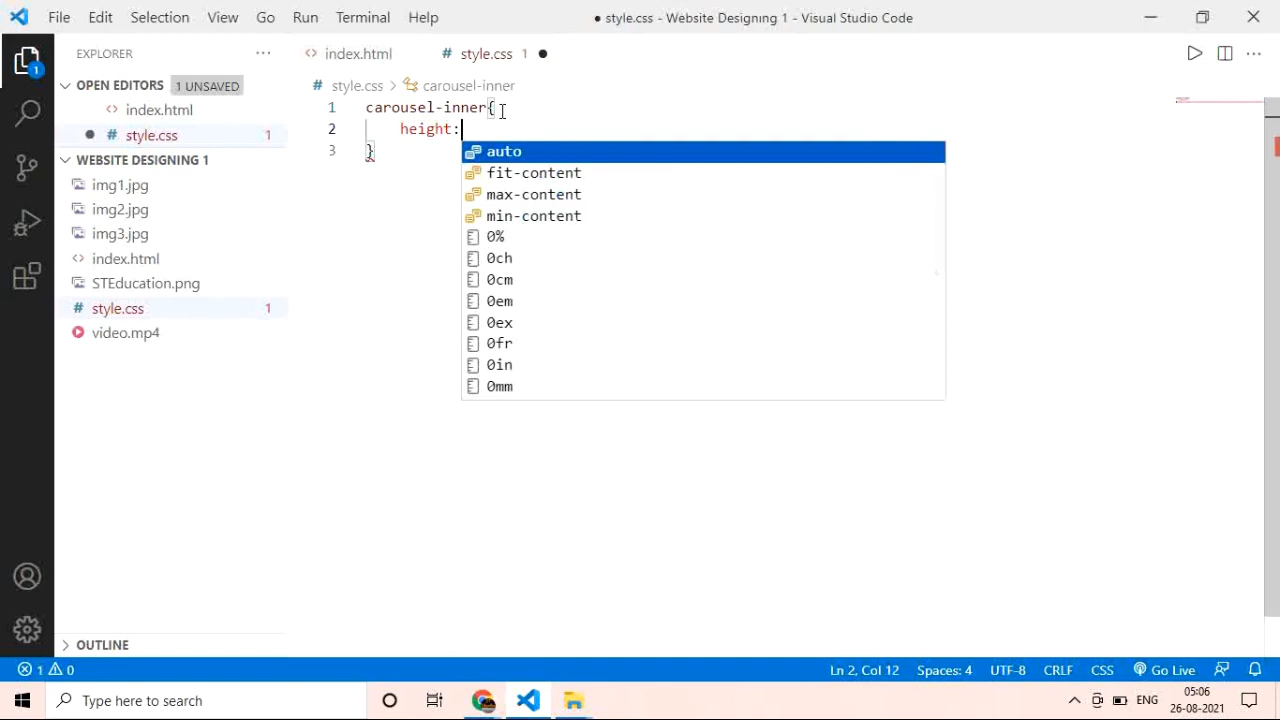 File Edit Selection View Go Run Terminal Help
● style.css - Website Designing 1 - Visual Studio Code
EXPLORER
OPEN EDITORS 1 UNSAVED
index.html
style.css 1
WEBSITE DESIGNING 1
img1.jpg
img2.jpg
img3.jpg
index.html
STEducation.png
style.css 1
video.mp4
OUTLINE
index.html
style.css 1
style.css > carousel-inner
1 carousel-inner{
2 height:
3 }
auto
fit-content
max-content
min-content
0%
0ch
0cm
0em
0ex
0fr
0in
0mm
1
1 0
Ln 2, Col 12 Spaces: 4 UTF-8 CRLF CSS Go Live
Type here to search
ENG
05:06
26-08-2021